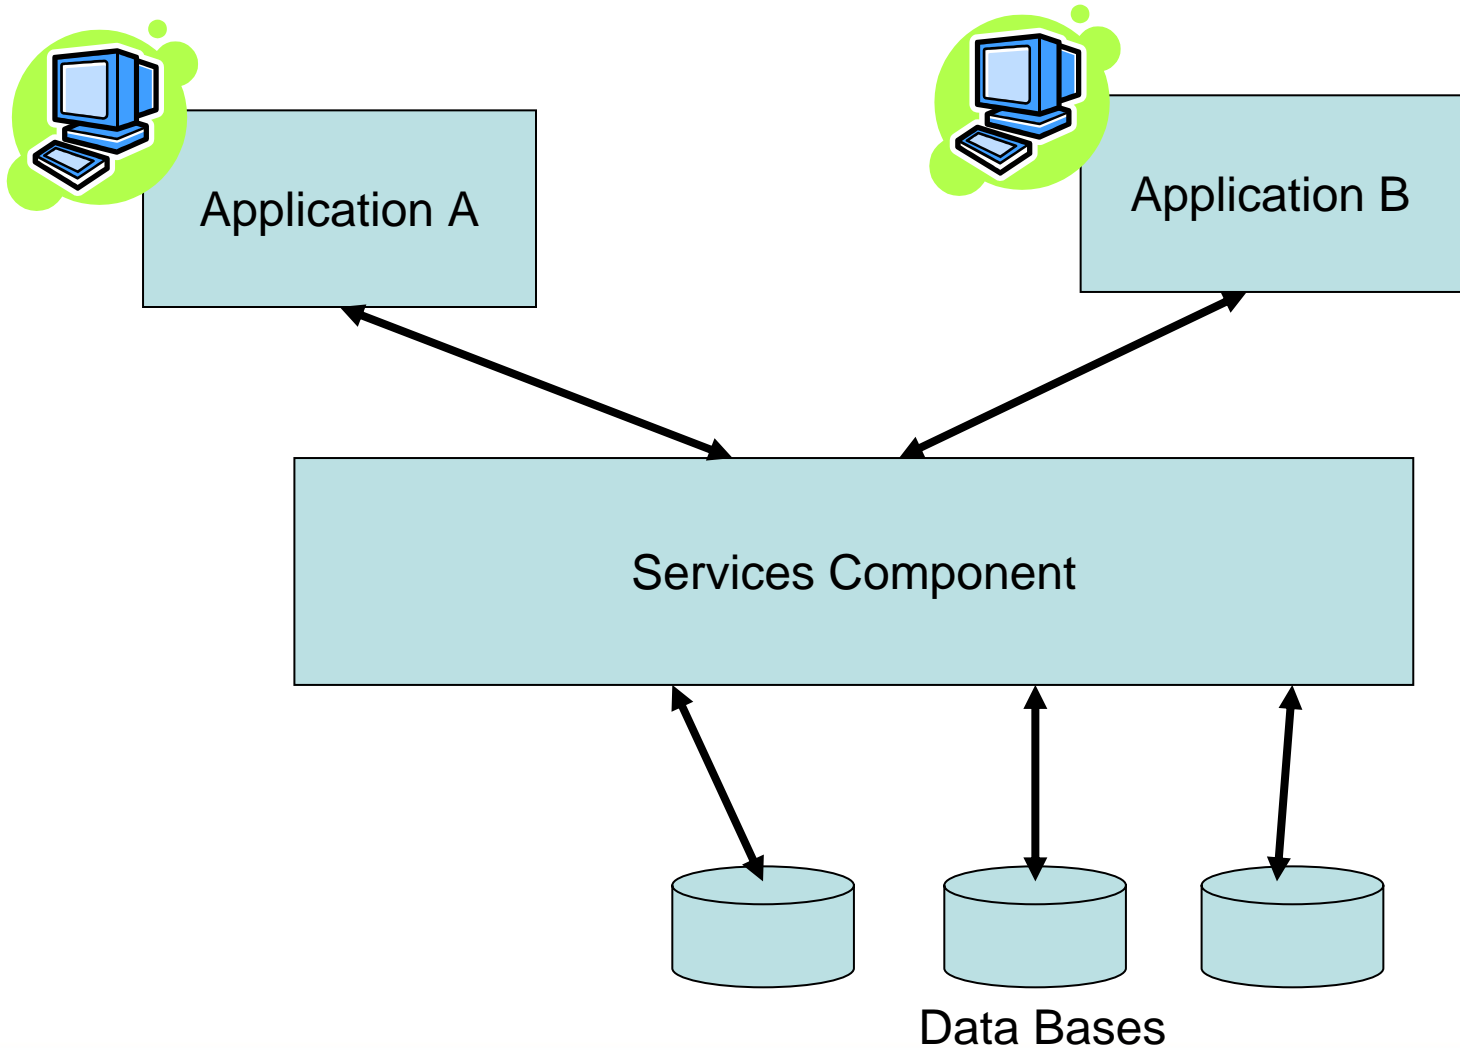 Application A
Application B
Services Component
Data Bases